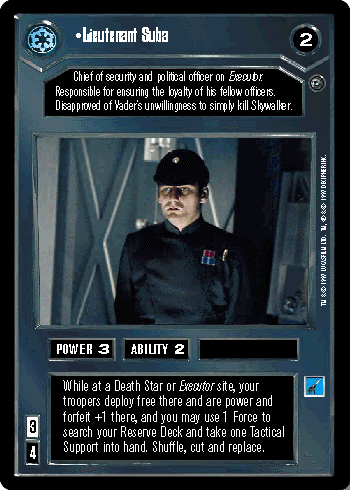 •Lieutenant Suba
2
Chief of security and political officer on Executor.
Responsible for ensuring the loyalty of his fellow officers.
Disapproved of Vader's unwillingness to simply kill Skywalker.
POWER 3
ABILITY 2
While at a Death Star or Executor site, your
troopers deploy free there and are power and
forfeit +1 there, and you may use 1 Force to
search your Reserve Deck and take one Tactical
Support into hand. Shuffle, cut and replace.
3
4